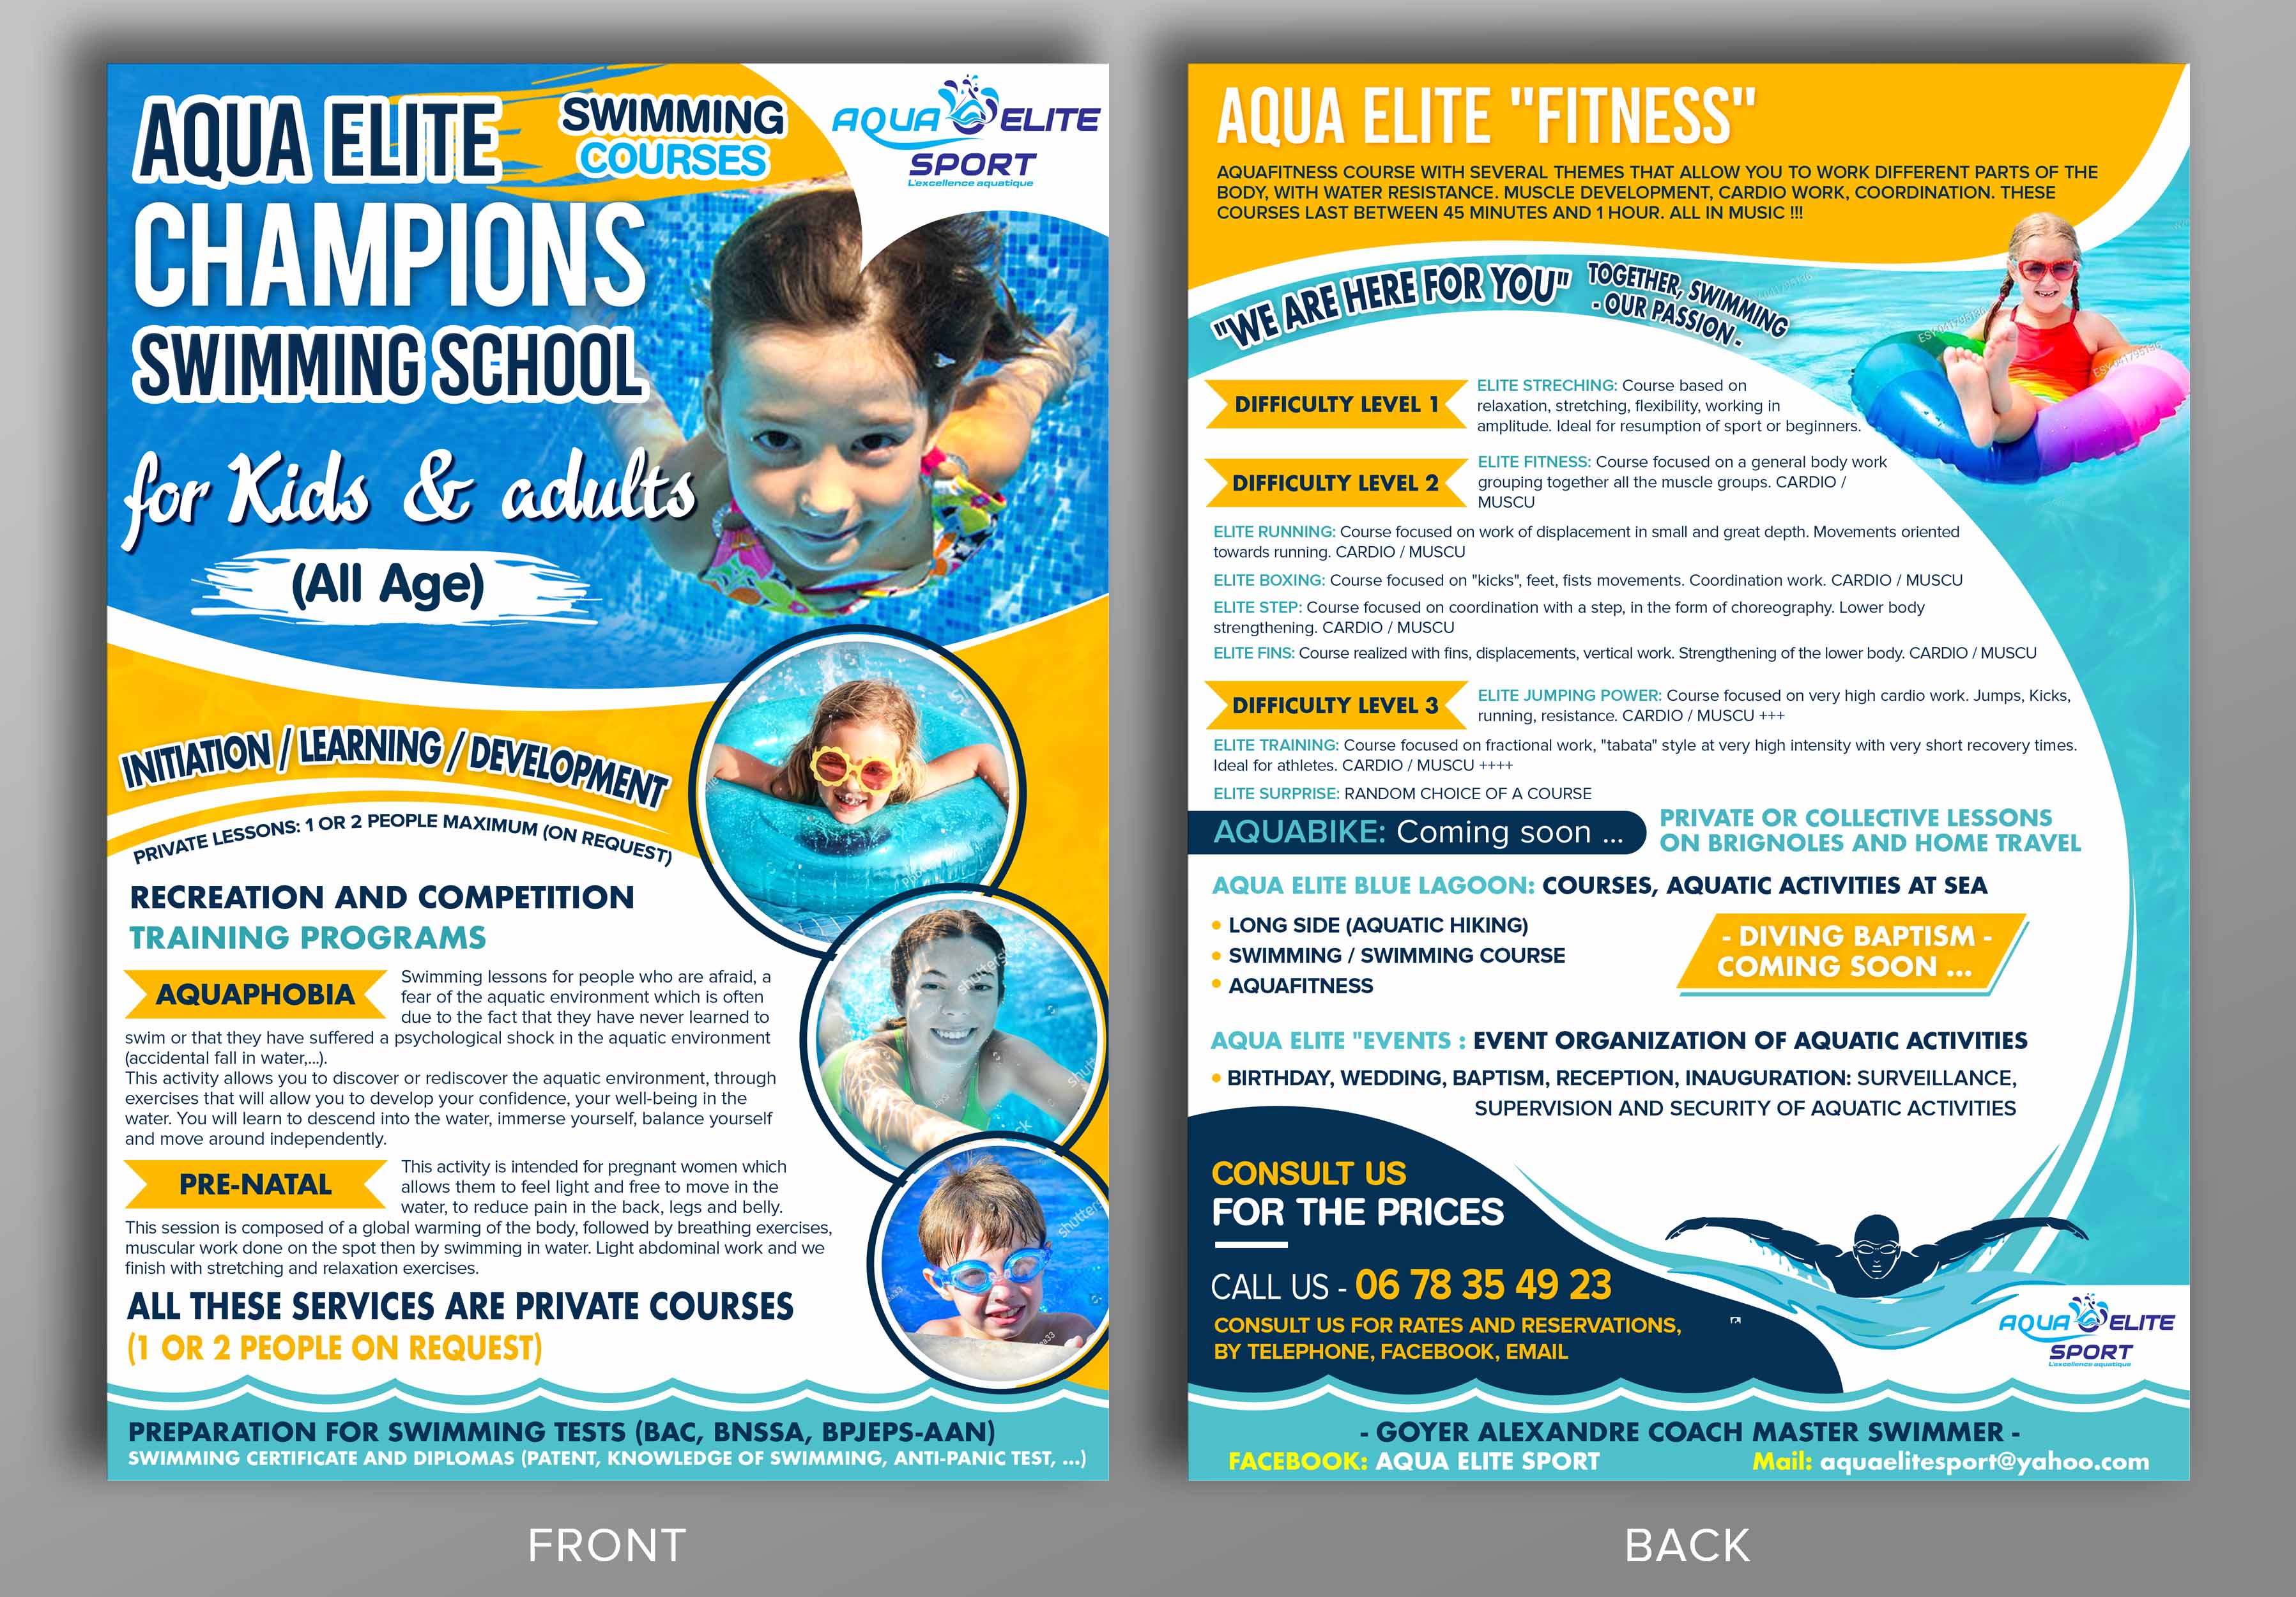 AQUA ELITE
SWIMMING
COURSES
AQUA ELITE
SPORT
L'excellence aquatique
CHAMPIONS
SWIMMING SCHOOL
for Kids & adults
(All Age)
INITIATION / LEARNING / DEVELOPMENT
PRIVATE LESSONS: 1 OR 2 PEOPLE MAXIMUM (ON REQUEST)
RECREATION AND COMPETITION
TRAINING PROGRAMS
AQUAPHOBIA
Swimming lessons for people who are afraid, a
fear of the aquatic environment which is often
due to the fact that they have never learned to
swim or that they have suffered a psychological shock in the aquatic environment
(accidental fall in water,...).
This activity allows you to discover or rediscover the aquatic environment, through
exercises that will allow you to develop your confidence, your well-being in the
water. You will learn to descend into the water, immerse yourself, balance yourself
and move around independently.
PRE-NATAL
This activity is intended for pregnant women which
allows them to feel light and free to move in the
water, to reduce pain in the back, legs and belly.
This session is composed of a global warming of the body, followed by breathing exercises,
muscular work done on the spot then by swimming in water. Light abdominal work and we
finish with stretching and relaxation exercises.
ALL THESE SERVICES ARE PRIVATE COURSES
(1 OR 2 PEOPLE ON REQUEST)
PREPARATION FOR SWIMMING TESTS (BAC, BNSSA, BPJEPS-AAN)
SWIMMING CERTIFICATE AND DIPLOMAS (PATENT, KNOWLEDGE OF SWIMMING, ANTI-PANIC TEST, ...)
FRONT
AQUA ELITE "FITNESS"
AQUAFITNESS COURSE WITH SEVERAL THEMES THAT ALLOW YOU TO WORK DIFFERENT PARTS OF THE
BODY, WITH WATER RESISTANCE. MUSCLE DEVELOPMENT, CARDIO WORK, COORDINATION. THESE
COURSES LAST BETWEEN 45 MINUTES AND 1 HOUR. ALL IN MUSIC !!!
"WE ARE HERE FOR YOU"
TOGETHER, SWIMMING
- OUR PASSION -
DIFFICULTY LEVEL 1
ELITE STRECHING: Course based on
relaxation, stretching, flexibility, working in
amplitude. Ideal for resumption of sport or beginners.
DIFFICULTY LEVEL 2
ELITE FITNESS: Course focused on a general body work
grouping together all the muscle groups. CARDIO /
MUSCU
ELITE RUNNING: Course focused on work of displacement in small and great depth. Movements oriented
towards running. CARDIO / MUSCU
ELITE BOXING: Course focused on "kicks", feet, fists movements. Coordination work. CARDIO / MUSCU
ELITE STEP: Course focused on coordination with a step, in the form of choreography. Lower body
strengthening. CARDIO / MUSCU
ELITE FINS: Course realized with fins, displacements, vertical work. Strengthening of the lower body. CARDIO / MUSCU
DIFFICULTY LEVEL 3
ELITE JUMPING POWER: Course focused on very high cardio work. Jumps, Kicks,
running, resistance. CARDIO / MUSCU +++
ELITE TRAINING: Course focused on fractional work, "tabata" style at very high intensity with very short recovery times.
Ideal for athletes. CARDIO / MUSCU ++++
ELITE SURPRISE: RANDOM CHOICE OF A COURSE
AQUABIKE: Coming soon ...
PRIVATE OR COLLECTIVE LESSONS
ON BRIGNOLES AND HOME TRAVEL
AQUA ELITE BLUE LAGOON: COURSES, AQUATIC ACTIVITIES AT SEA
• LONG SIDE (AQUATIC HIKING)
• SWIMMING / SWIMMING COURSE
• AQUAFITNESS
- DIVING BAPTISM -
COMING SOON ...
AQUA ELITE "EVENTS : EVENT ORGANIZATION OF AQUATIC ACTIVITIES
• BIRTHDAY, WEDDING, BAPTISM, RECEPTION, INAUGURATION: SURVEILLANCE,
SUPERVISION AND SECURITY OF AQUATIC ACTIVITIES
CONSULT US
FOR THE PRICES
CALL US - 06 78 35 49 23
CONSULT US FOR RATES AND RESERVATIONS,
BY TELEPHONE, FACEBOOK, EMAIL
AQUA ELITE
SPORT
L'excellence aquatique
- GOYER ALEXANDRE COACH MASTER SWIMMER -
FACEBOOK: AQUA ELITE SPORT
Mail: aquaelitesport@yahoo.com
BACK